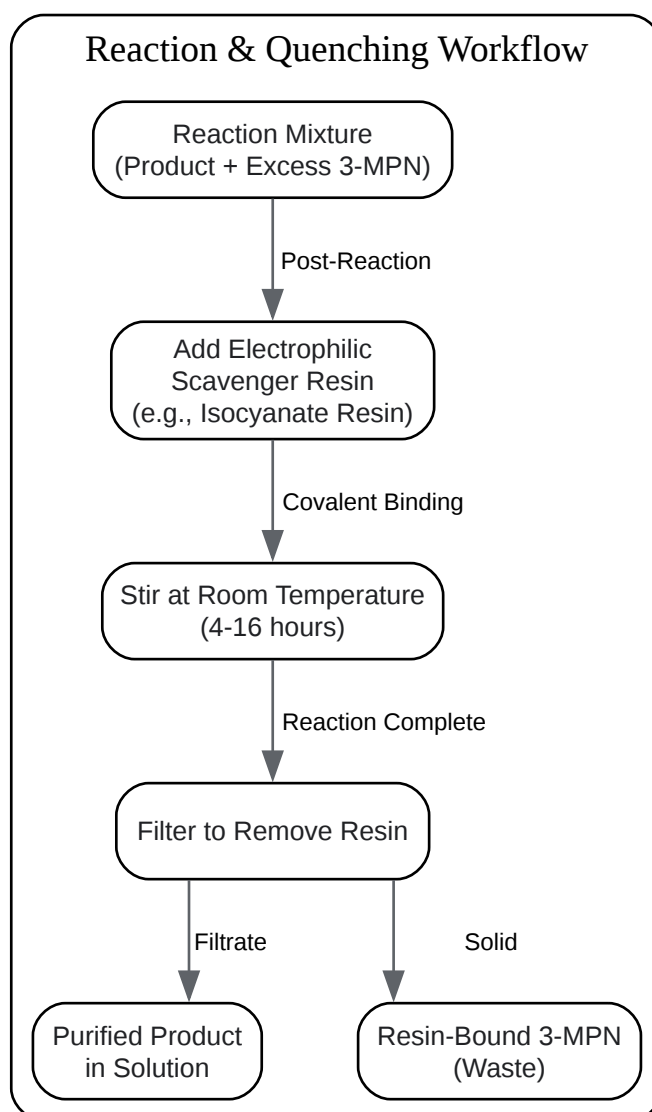 Reaction & Quenching Workflow
Reaction Mixture
(Product + Excess 3-MPN)
Post-Reaction
Add Electrophilic
Scavenger Resin
(e.g., Isocyanate Resin)
Covalent Binding
Stir at Room Temperature
(4-16 hours)
Reaction Complete
Filter to Remove Resin
Filtrate
Solid
Purified Product
in Solution
Resin-Bound 3-MPN
(Waste)